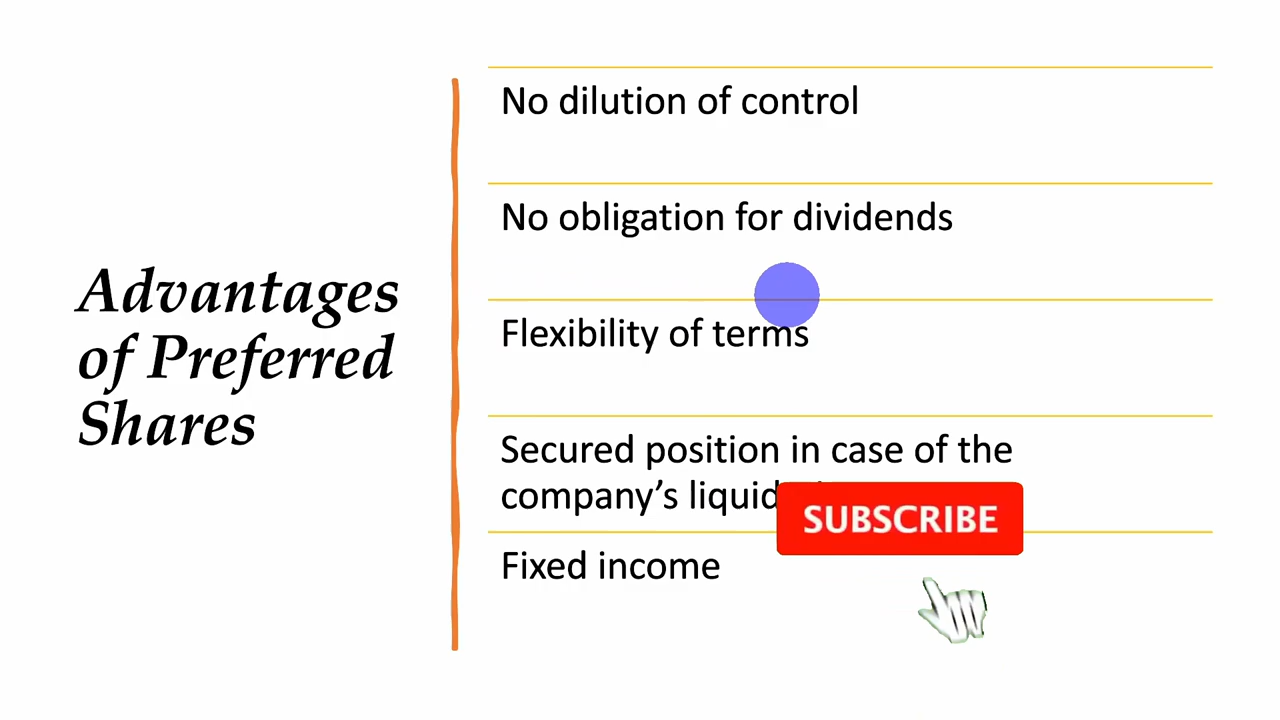 Advantages
of Preferred
Shares
No dilution of control
No obligation for dividends
Flexibility of terms
Secured position in case of the
company’s
SUBSCRIBE
Fixed income